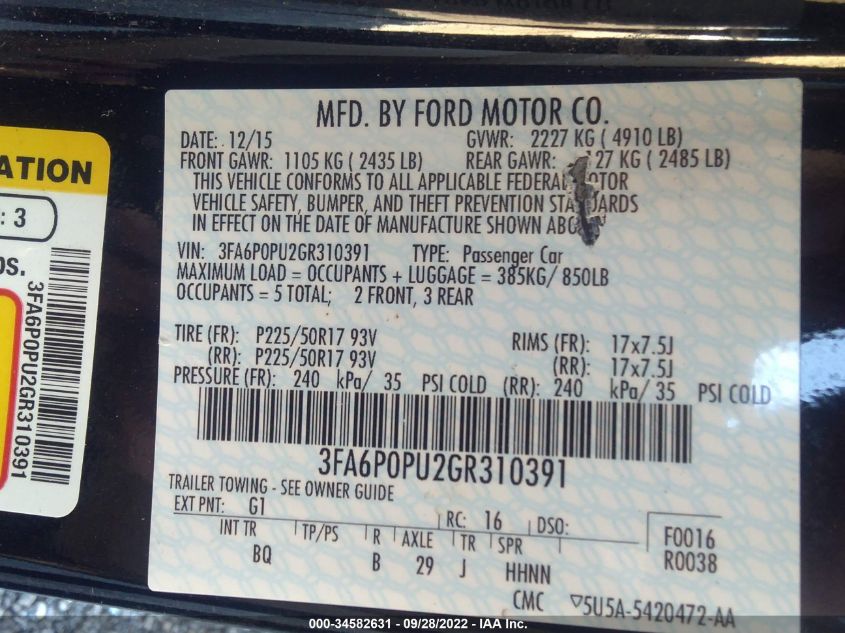 MFD. BY FORD MOTOR CO.
DATE: 12/15 GVWR: 2227 KG ( 4910 LB)
FRONT GAWR: 1105 KG ( 2435 LB) REAR GAWR: 27 KG ( 2485 LB)
THIS VEHICLE CONFORMS TO ALL APPLICABLE FEDERAL OTOR
VEHICLE SAFETY, BUMPER, AND THEFT PREVENTION STA ARDS
IN EFFECT ON THE DATE OF MANUFACTURE SHOWN ABO
VIN: 3FA6P0PU2GR310391 TYPE: Passenger Car
MAXIMUM LOAD = OCCUPANTS + LUGGAGE = 385KG/ 850LB
OCCUPANTS = 5 TOTAL; 2 FRONT, 3 REAR
TIRE (FR): P225/50R17 93V RIMS (FR): 17x7.5J
(RR): P225/50R17 93V (RR): 17x7.5J
PRESSURE (FR): 240 kPa/ 35 PSI COLD (RR): 240 kPa/ 35 PSI COLD
3FA6P0PU2GR310391
TRAILER TOWING - SEE OWNER GUIDE
EXT PNT: G1 RC: 16 DSO:
INT TR TP/PS R AXLE TR SPR F0016
BQ B 29 J HHNN R0038
CMC ▽5U5A-5420472-AA
ATION
: 3
DS.
3FA6P0PU2GR310391
000-34582631 - 09/28/2022 - IAA Inc.